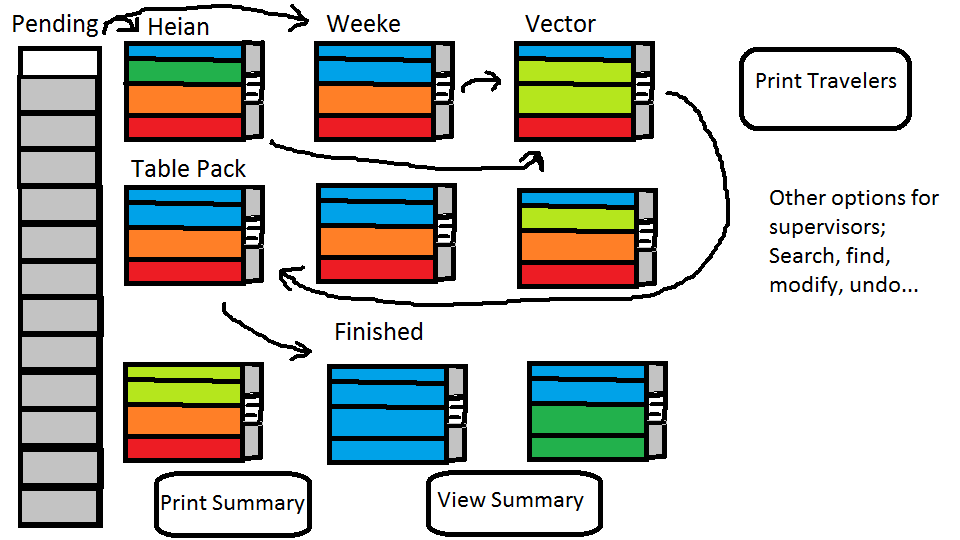 Pending
Heian
Weeke
Vector
Print Travelers
Table Pack
Other options for
supervisors;
Search, find,
modify, undo...
Finished
Print Summary
View Summary